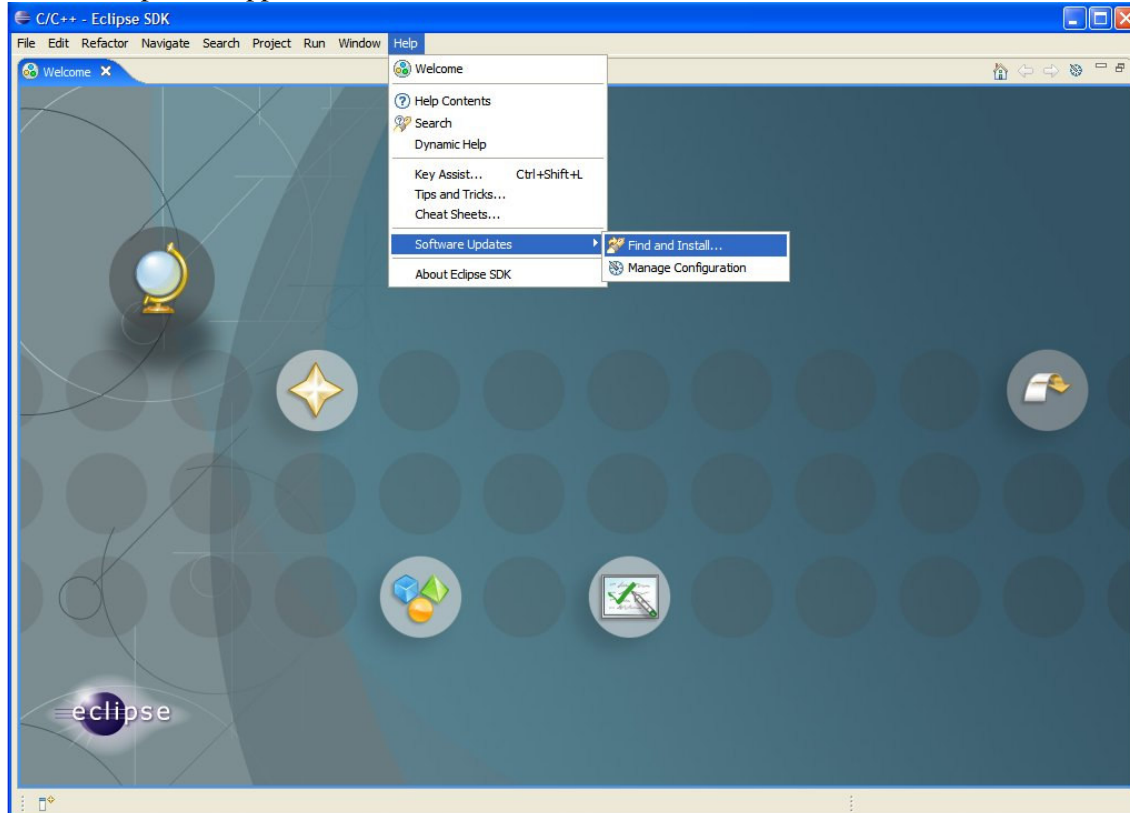 C/C++ - Eclipse SDK
File Edit Refactor Navigate Search Project Run Window Help
Welcome
Welcome
Help Contents
Search
Dynamic Help
Key Assist... Ctrl+Shift+L
Tips and Tricks...
Cheat Sheets...
Software Updates
Find and Install...
Manage Configuration
About Eclipse SDK
eclipse